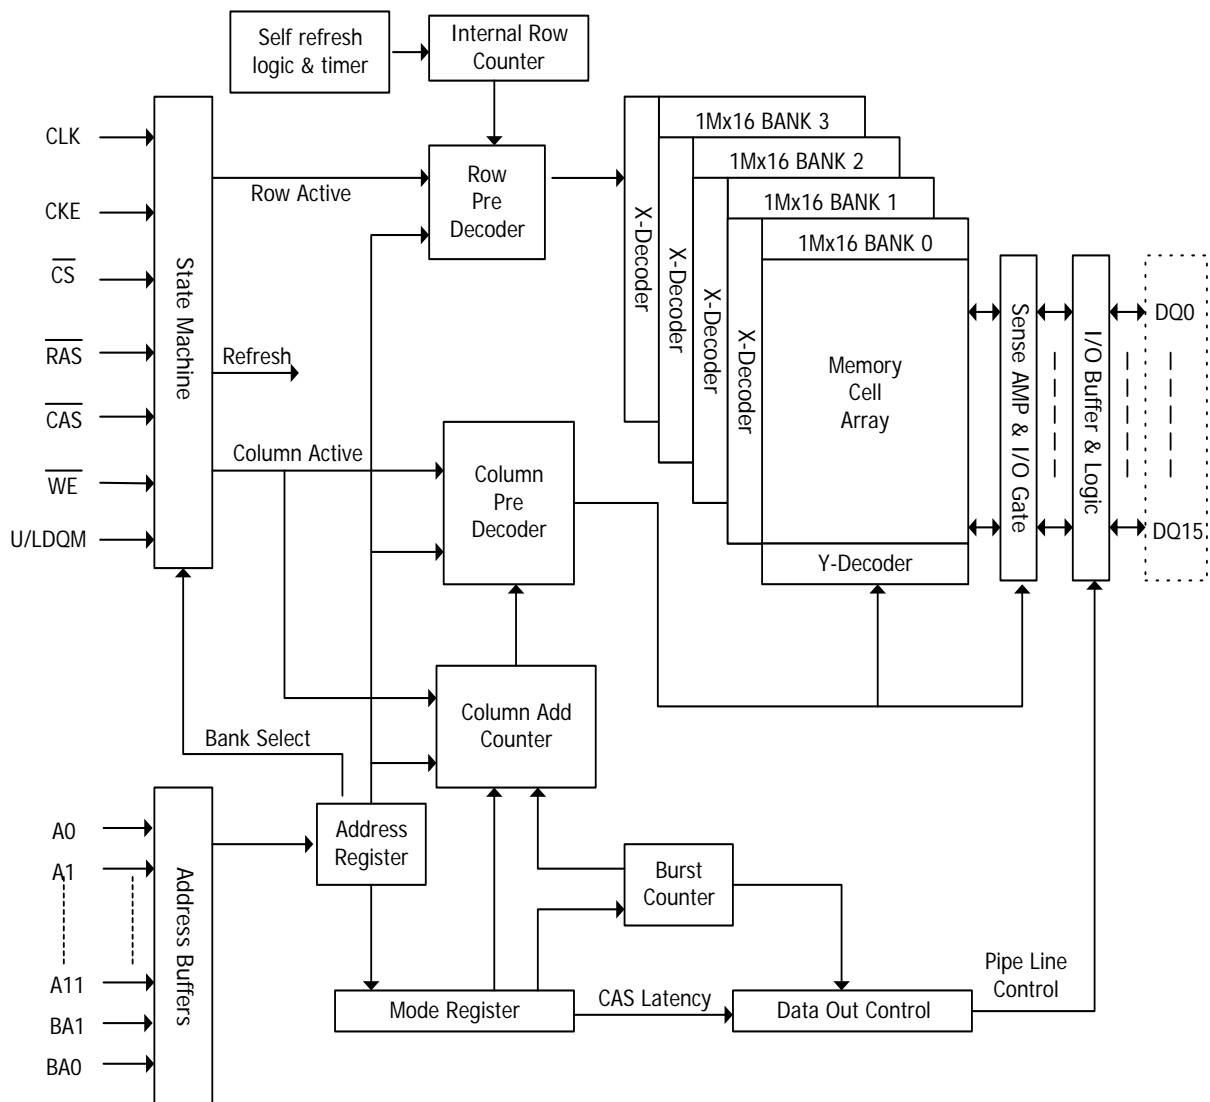 Self refresh
logic & timer
Internal Row
Counter
CLK
CKE
CS
RAS
CAS
WE
U/LDQM
State Machine
Row Active
Refresh
Column Active
Row
Pre
Decoder
Column
Pre
Decoder
Column Add
Counter
Bank Select
1Mx16 BANK 3
1Mx16 BANK 2
1Mx16 BANK 1
1Mx16 BANK 0
X-Decoder
X-Decoder
X-Decoder
X-Decoder
Memory
Cell
Array
Y-Decoder
Sense AMP & I/O Gate
I/O Buffer & Logic
DQ0
DQ15
A0
A1
A11
BA1
BA0
Address Buffers
Address
Register
Burst
Counter
Mode Register
CAS Latency
Data Out Control
Pipe Line
Control